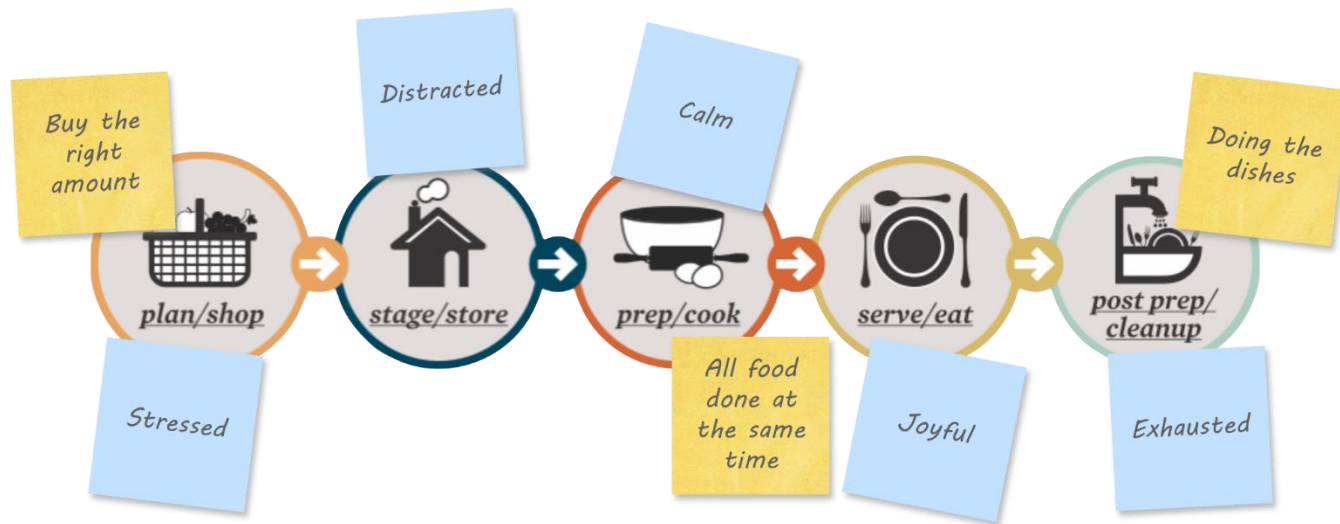 Buy the
right
amount
Distracted
Calm
Doing the
dishes
plan/shop
stage/store
prep/cook
serve/eat
post prep/
cleanup
Stressed
All food
done at
the same
time
Joyful
Exhausted